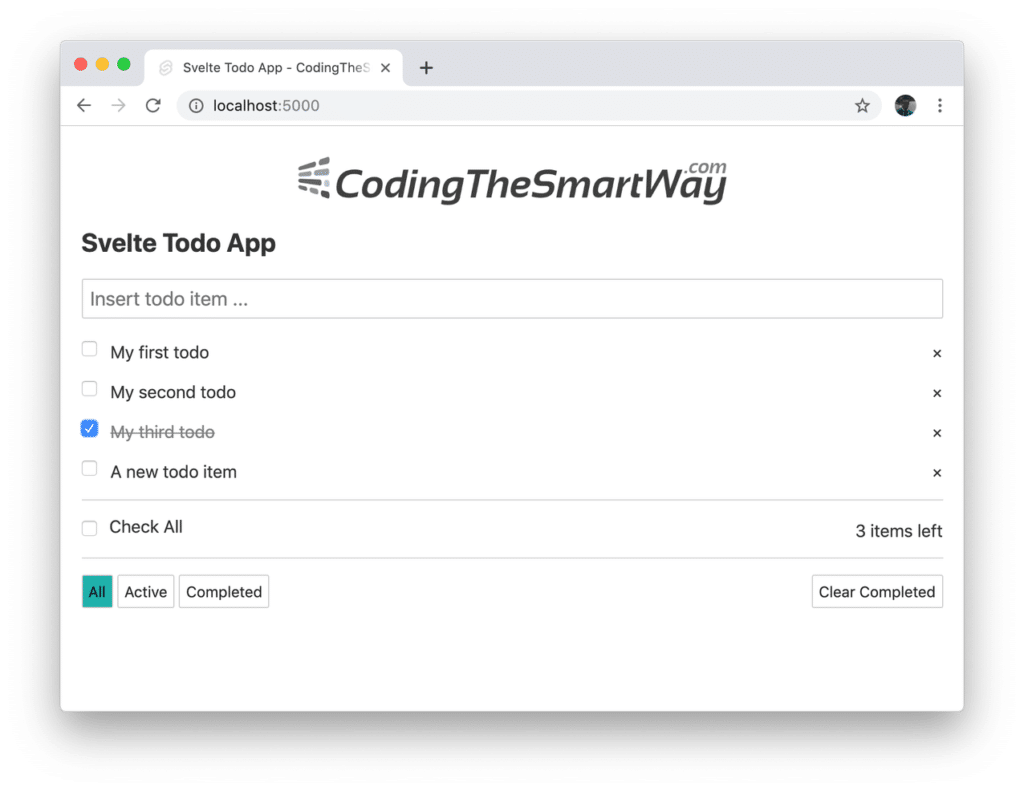 Svelte Todo App - CodingTheS
localhost:5000
CodingTheSmartWay.com
Svelte Todo App
Insert todo item ...
My first todo ×
My second todo ×
My third todo ×
A new todo item ×
Check All 3 items left
All Active Completed Clear Completed